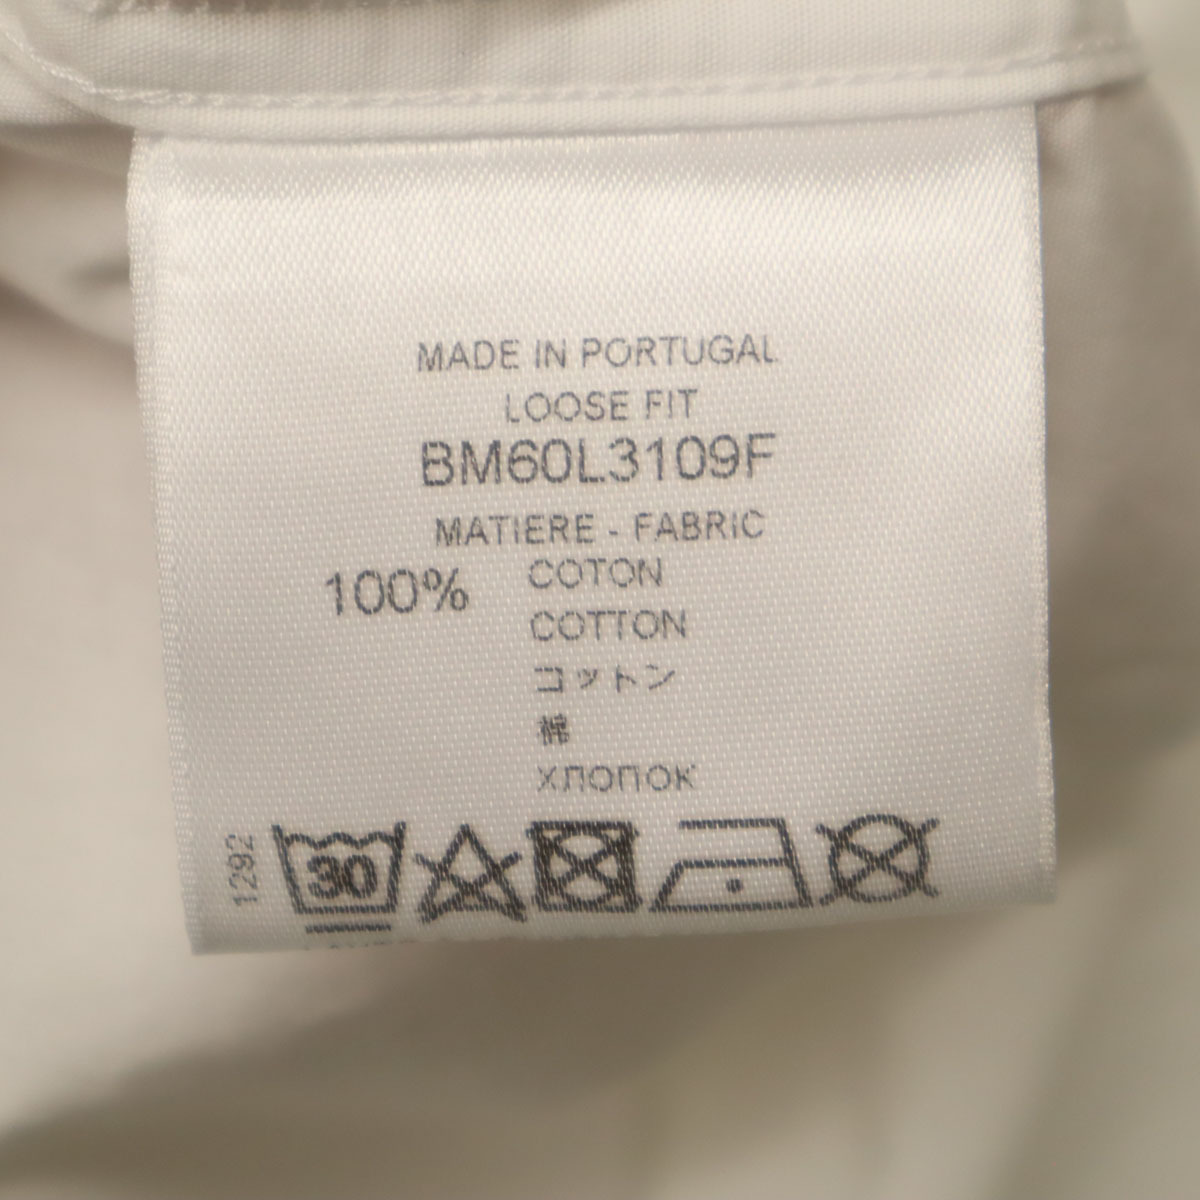 MADE IN PORTUGAL
LOOSE FIT
BM60L3109F
MATIERE - FABRIC
100% COTON
COTTON
コットン
棉
ХЛОПОК
1292
30